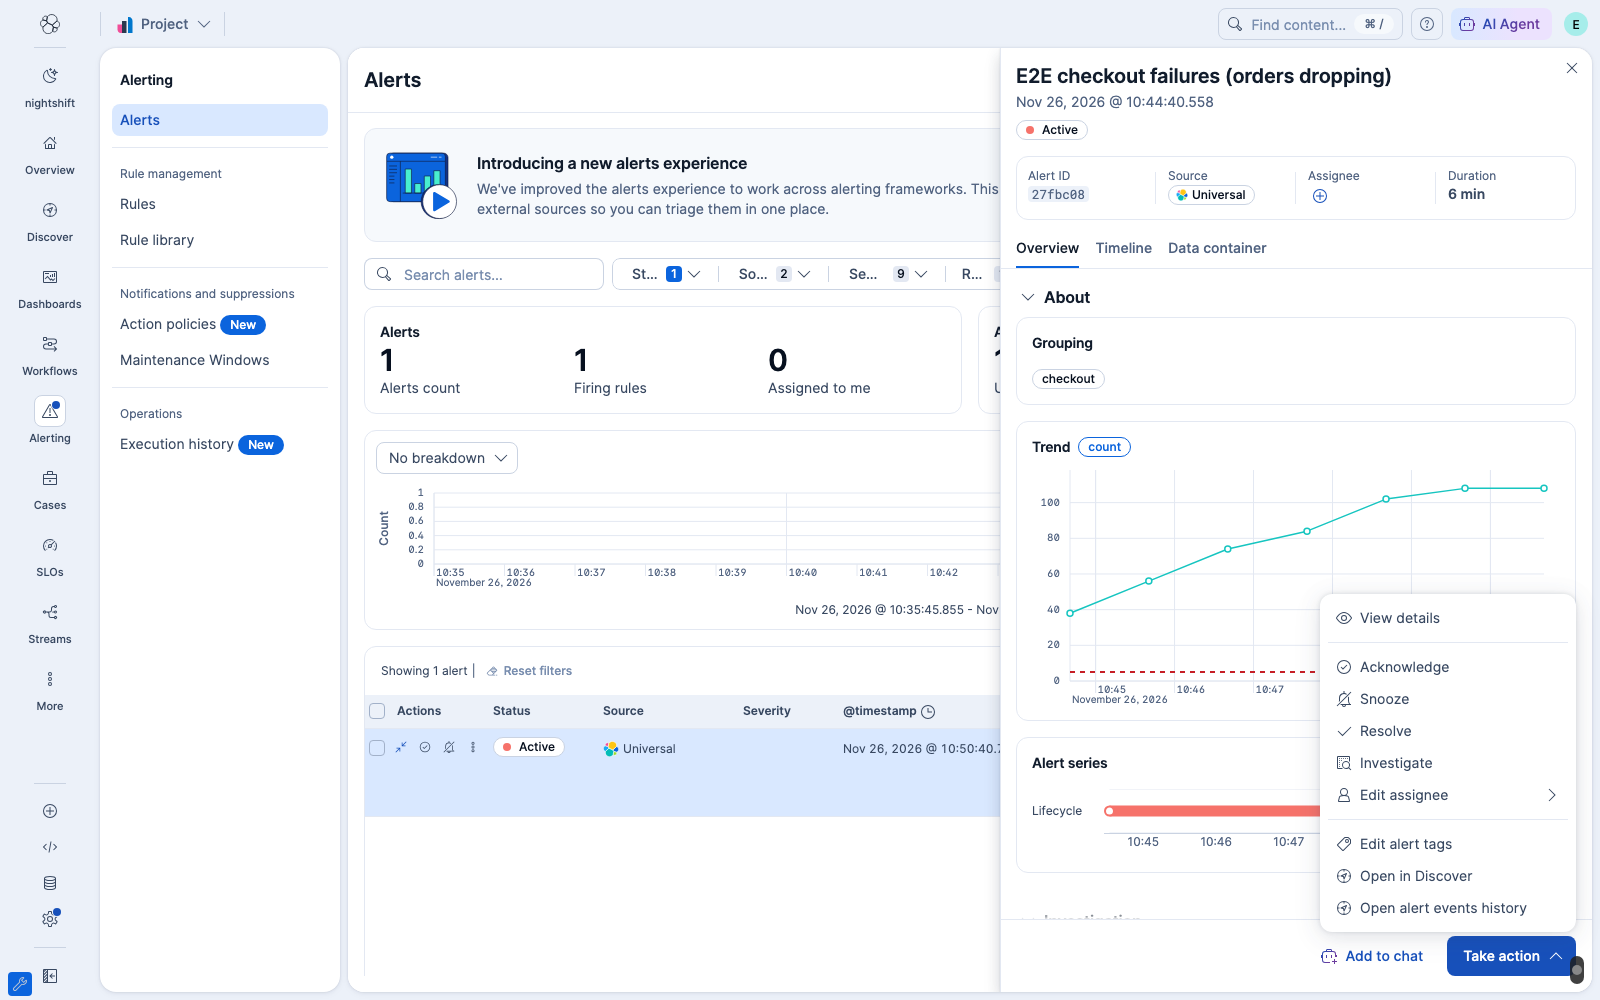 Project
Find content...
⌘ /
AI Agent
E
nightshift
Overview
Discover
Dashboards
Workflows
Alerting
Cases
SLOs
Streams
More
Alerting
Alerts
Rule management
Rules
Rule library
Notifications and suppressions
Action policies New
Maintenance Windows
Operations
Execution history New
Alerts
Introducing a new alerts experience
We've improved the alerts experience to work across alerting frameworks. This
external sources so you can triage them in one place.
Search alerts...
St... 1
So... 2
Se... 9
R...
Alerts
1
Alerts count
1
Firing rules
0
Assigned to me
No breakdown
Count
1
0.8
0.6
0.4
0.2
0
10:35 10:36 10:37 10:38 10:39 10:40 10:41 10:42
November 26, 2026
Nov 26, 2026 @ 10:35:45.855 - Nov
Showing 1 alert |
Reset filters
Actions Status Source Severity @timestamp
Active Universal Nov 26, 2026 @ 10:50:40.7
E2E checkout failures (orders dropping)
Nov 26, 2026 @ 10:44:40.558
Active
Alert ID
27fbc08
Source
Universal
Assignee
Duration
6 min
Overview Timeline Data container
About
Grouping
checkout
Trend count
100
80
60
40
20
0
10:45 10:46 10:47
November 26, 2026
Alert series
Lifecycle
10:45 10:46 10:47
Investigation
View details
Acknowledge
Snooze
Resolve
Investigate
Edit assignee
Edit alert tags
Open in Discover
Open alert events history
Add to chat
Take action